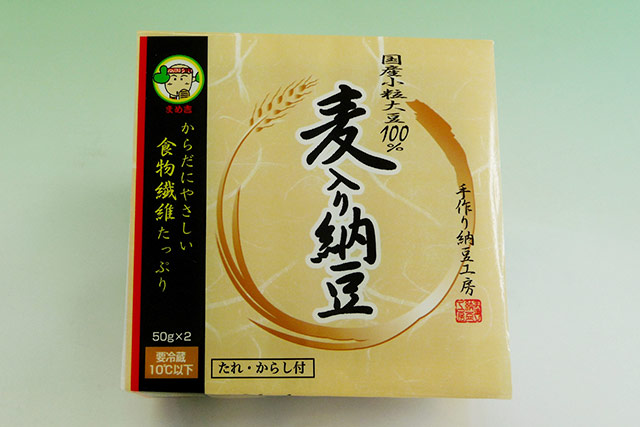 まめ吉
からだにやさしい
食物繊維たっぷり
50g×2
要冷蔵
10℃以下
国産小粒大豆100%
麦入り納豆
手作り納豆工房
たれ・からし付